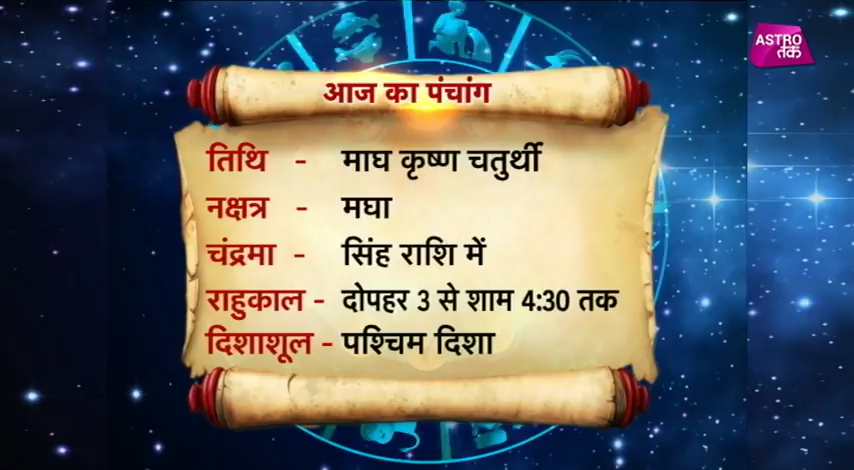 ASTRO
तक
आज का पंचांग
तिथि - माघ कृष्ण चतुर्थी
नक्षत्र - मघा
चंद्रमा - सिंह राशि में
राहुकाल - दोपहर 3 से शाम 4:30 तक
दिशाशूल - पश्चिम दिशा